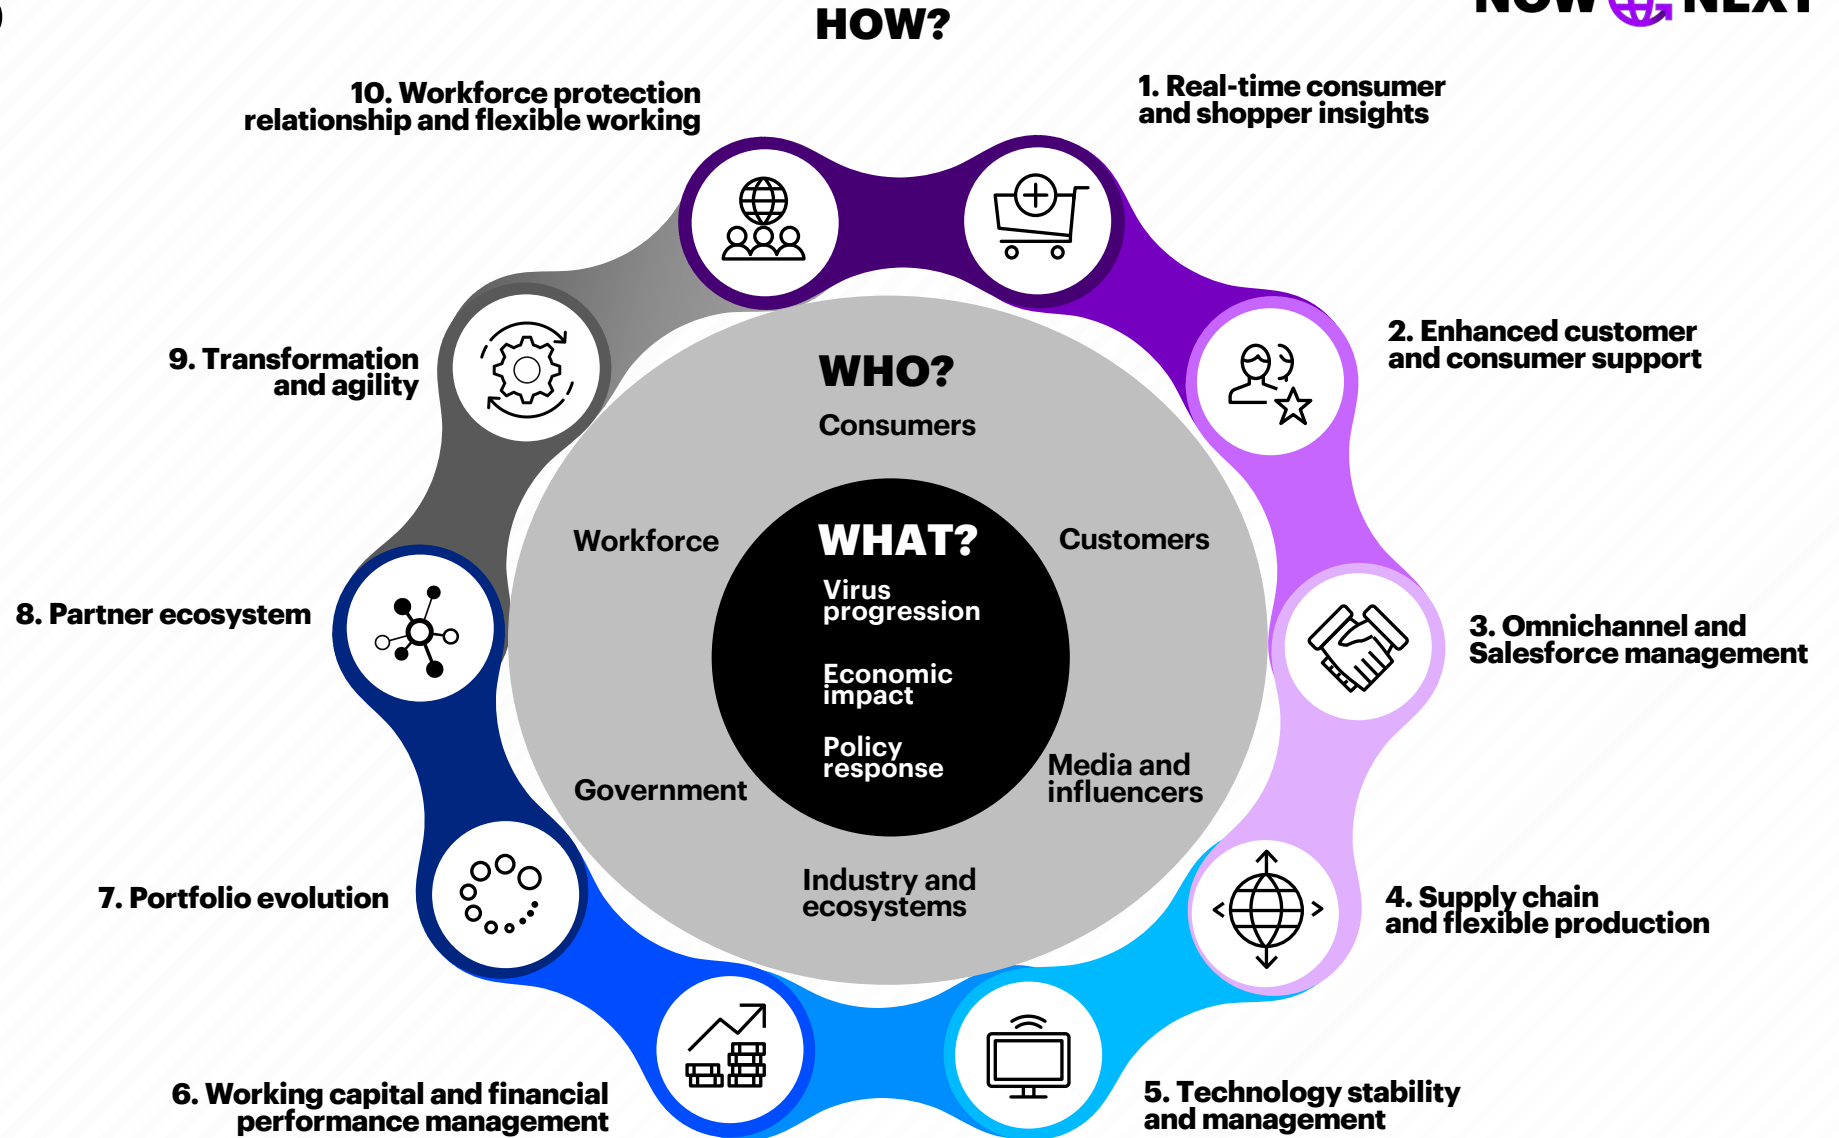 HOW?
NOW NEXT
10. Workforce protection
relationship and flexible working
1. Real-time consumer
and shopper insights
9. Transformation
and agility
2. Enhanced customer
and consumer support
WHO?
Consumers
Workforce
Customers
WHAT?
Virus
progression
Economic
impact
Policy
response
Government
Media and
influencers
Industry and
ecosystems
8. Partner ecosystem
3. Omnichannel and
Salesforce management
7. Portfolio evolution
4. Supply chain
and flexible production
6. Working capital and financial
performance management
5. Technology stability
and management